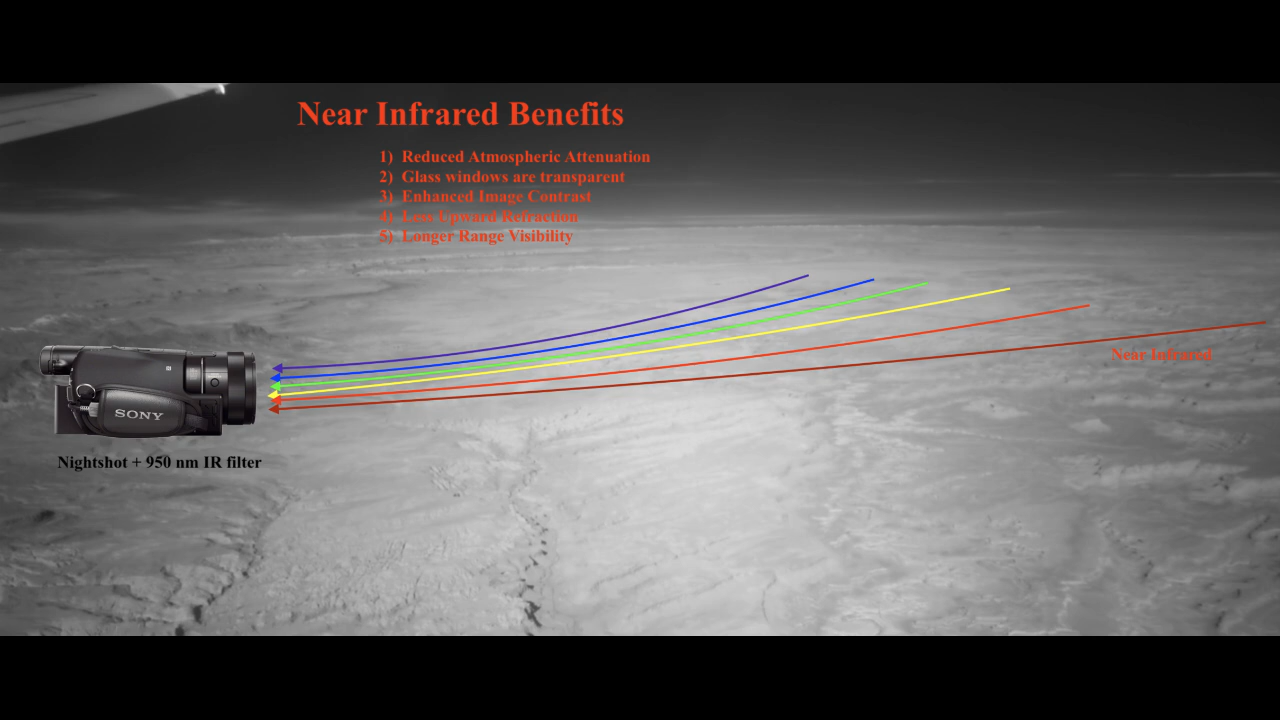 Near Infrared Benefits
1) Reduced Atmospheric Attenuation
2) Glass windows are transparent
3) Enhanced Image Contrast
4) Less Upward Refraction
5) Longer Range Visibility
Near Infrared
SONY
Nightshot + 950 nm IR filter